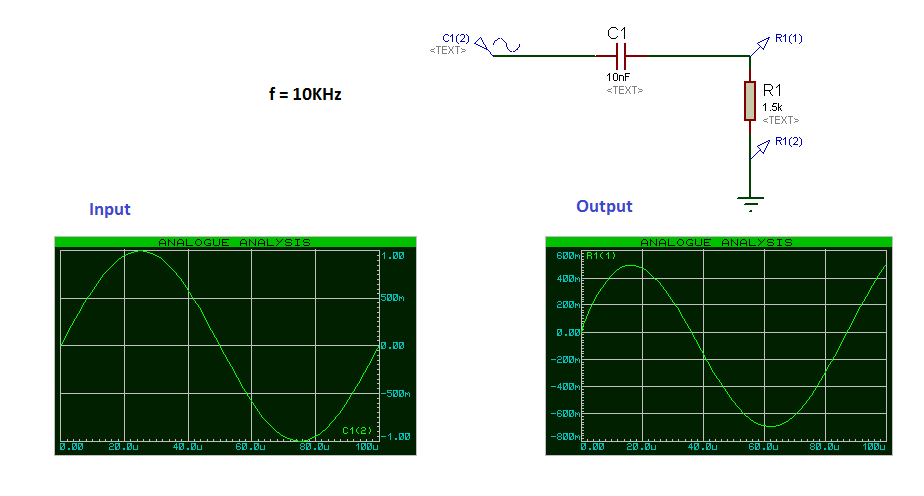 C1(2)
<TEXT>
C1
10nF
<TEXT>
R1(1)
R1
1.5k
<TEXT>
R1(2)
f = 10KHz
Input
Output
ANALOGUE ANALYSIS
1.00
500m
0.00
-500m
-1.00
C1(2)
0.00 20.0u 40.0u 60.0u 80.0u 100u
ANALOGUE ANALYSIS
R1(1)
600m
400m
200m
0.00
-200m
-400m
-600m
-800m
0.00 20.0u 40.0u 60.0u 80.0u 100u